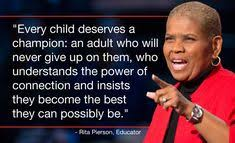 "Every child deserves a
champion: an adult who will
never give up on them, who
understands the power of
connection and insists
they become the best
they can possibly be."
- Rita Pierson, Educator